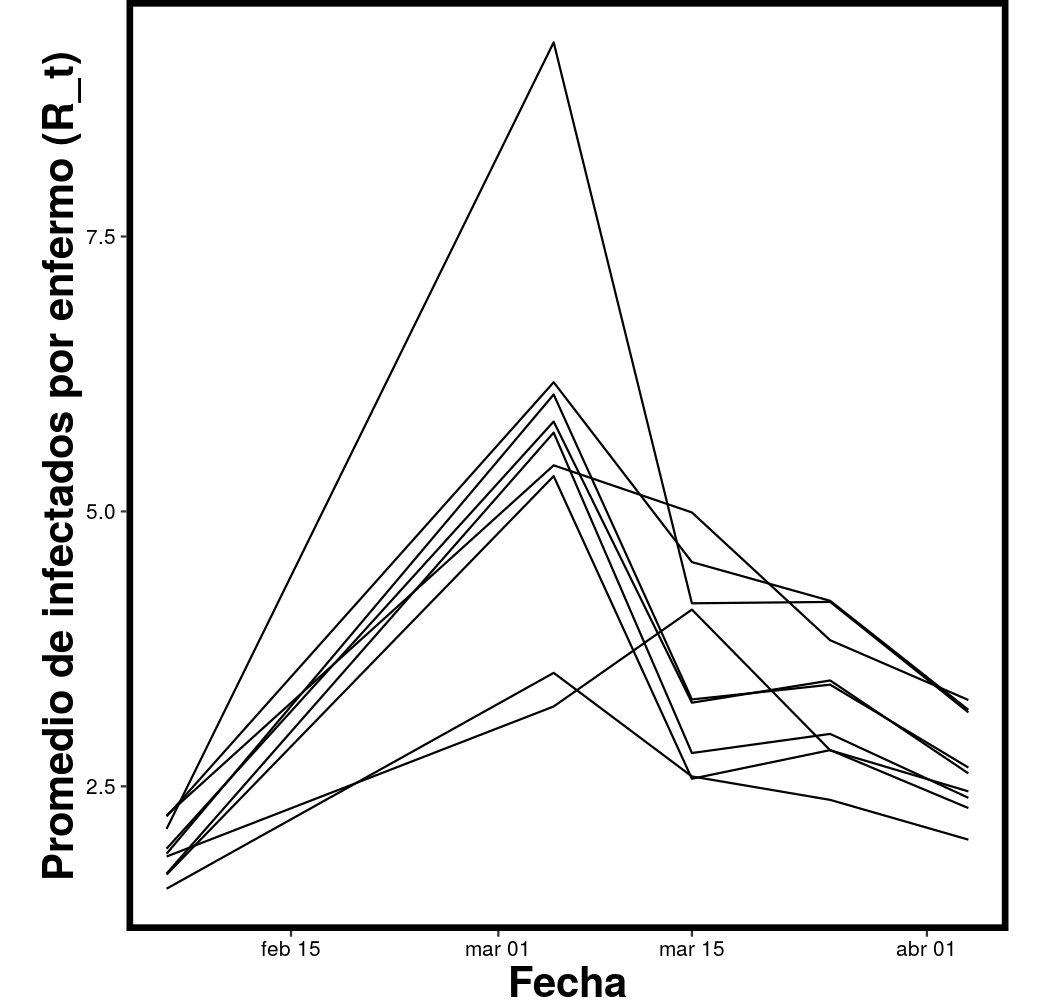 Promedio de infectados por enfermo (R_t)
7.5
5.0
2.5
feb 15
mar 01
mar 15
abr 01
Fecha